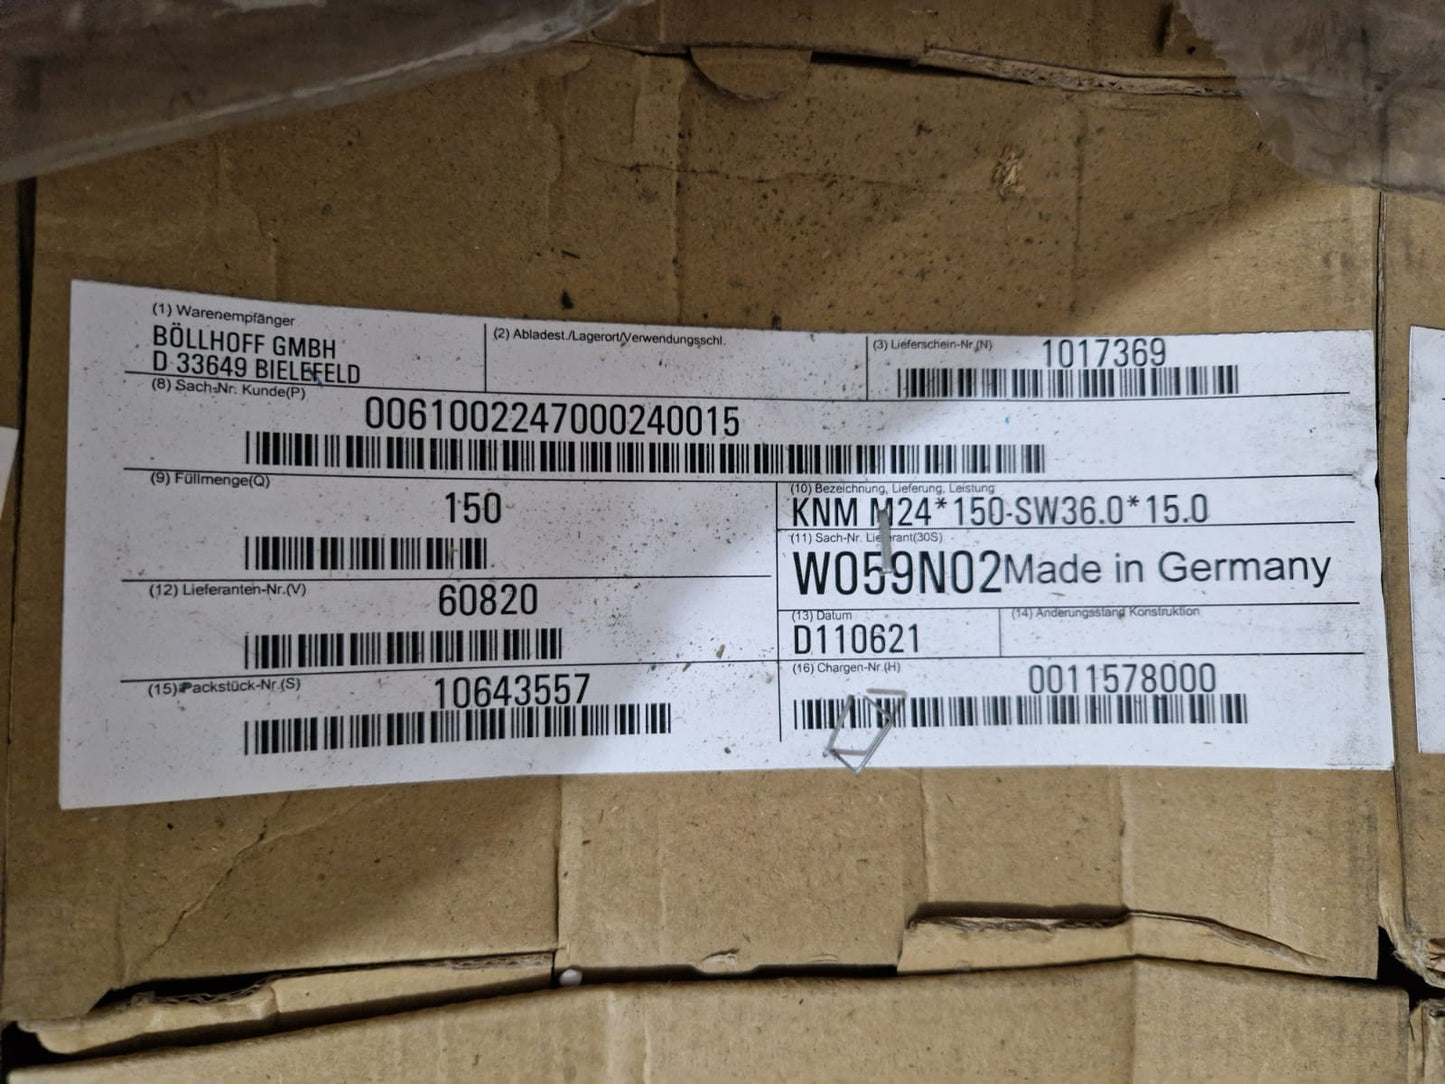 (1) Warenempfänger
BÖLLHOFF GMBH
D 33649 BIELEFELD
(2) Abladest./Lagerort/Verwendungsschl.
(3) Lieferschein-Nr.(N)
1017369
(8) Sach-Nr. Kunde(P)
0061002247000240015
(9) Füllmenge(Q)
150
(10) Bezeichnung, Lieferung, Leistung
KNM M24*150-SW36.0*15.0
(11) Sach-Nr. Lieferant(30S)
W059N02Made in Germany
(12) Lieferanten-Nr.(V)
60820
(13) Datum
D110621
(14) Änderungsstand Konstruktion
(15) Packstück-Nr.(S)
10643557
(16) Chargen-Nr.(H)
0011578000